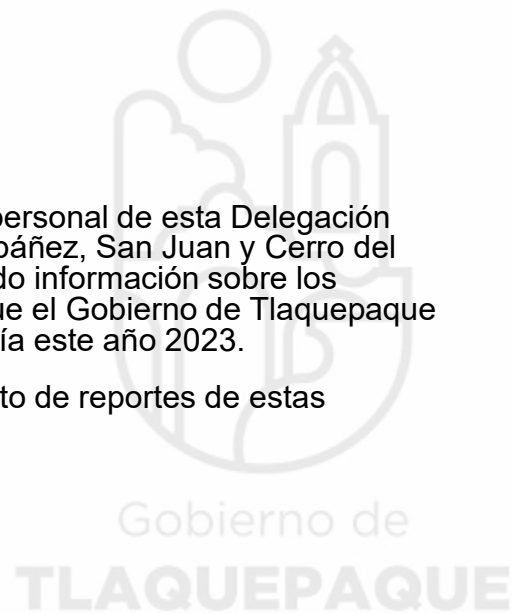 personal de esta Delegación
báñez, San Juan y Cerro del
do información sobre los
ue el Gobierno de Tlaquepaque
ía este año 2023.
to de reportes de estas
Gobierno de
TLAQUEPAQUE